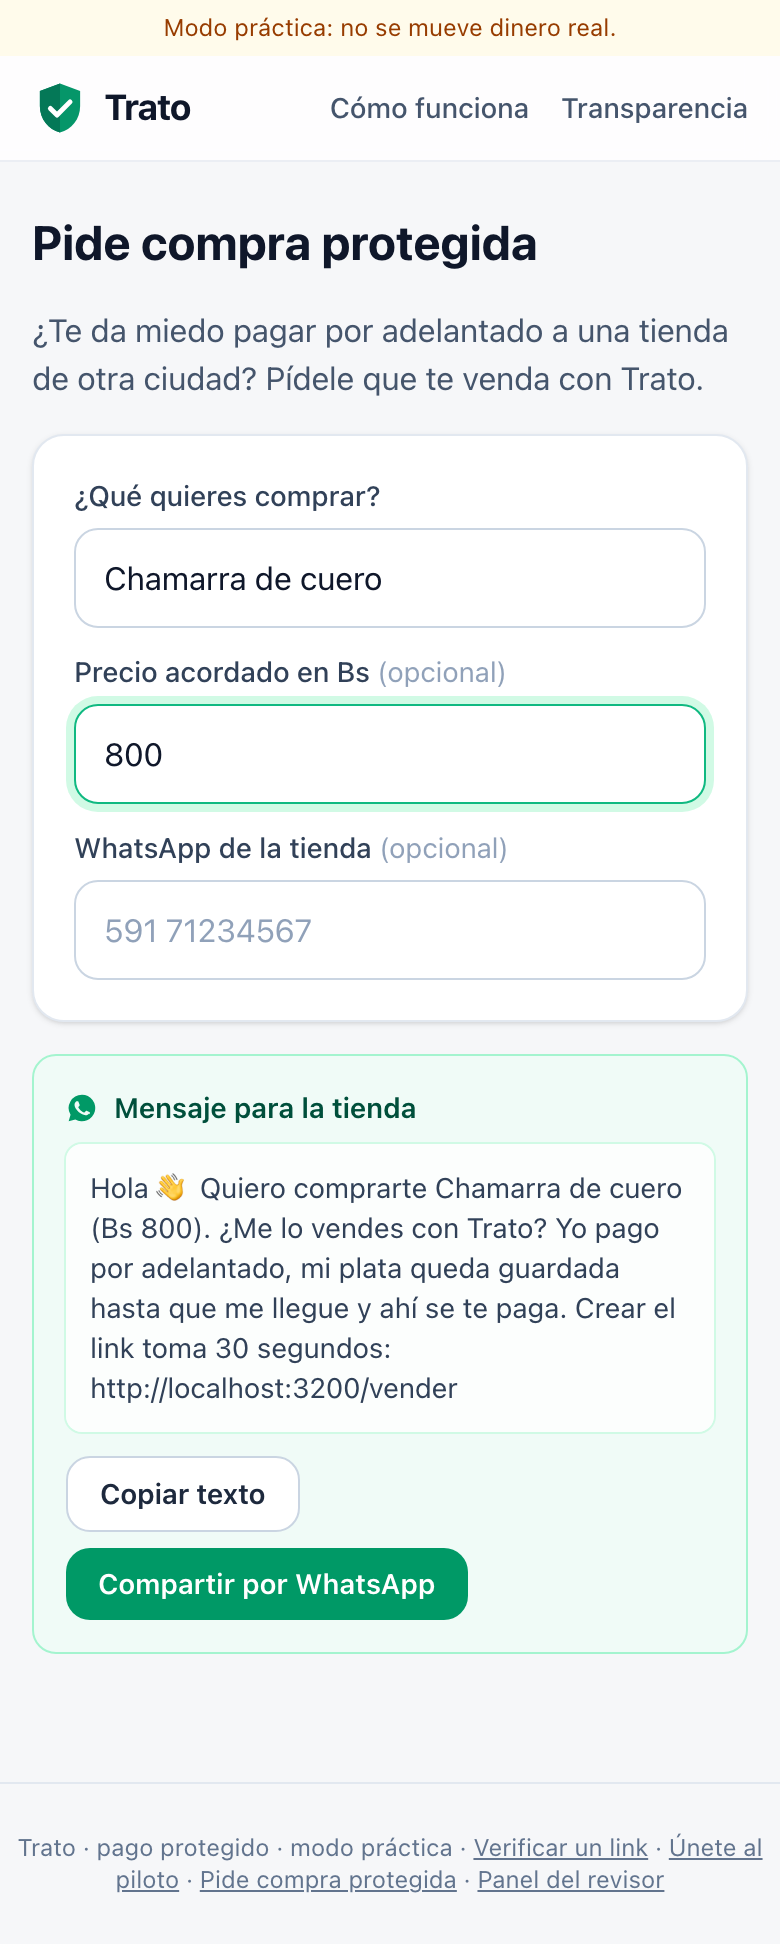 Modo práctica: no se mueve dinero real.
Trato
Cómo funciona
Transparencia
Pide compra protegida
¿Te da miedo pagar por adelantado a una tienda
de otra ciudad? Pídele que te venda con Trato.
¿Qué quieres comprar?
Chamarra de cuero
Precio acordado en Bs (opcional)
800
WhatsApp de la tienda (opcional)
591 71234567
Mensaje para la tienda
Hola 👋 Quiero comprarte Chamarra de cuero
(Bs 800). ¿Me lo vendes con Trato? Yo pago
por adelantado, mi plata queda guardada
hasta que me llegue y ahí se te paga. Crear el
link toma 30 segundos:
http://localhost:3200/vender
Copiar texto
Compartir por WhatsApp
Trato · pago protegido · modo práctica · Verificar un link · Únete al
piloto · Pide compra protegida · Panel del revisor